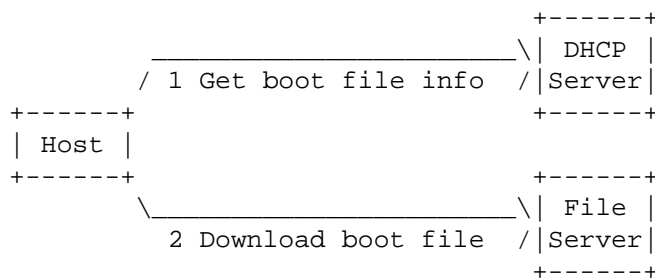 DHCP
1 Get boot file info Server
Host
File
2 Download boot file Server